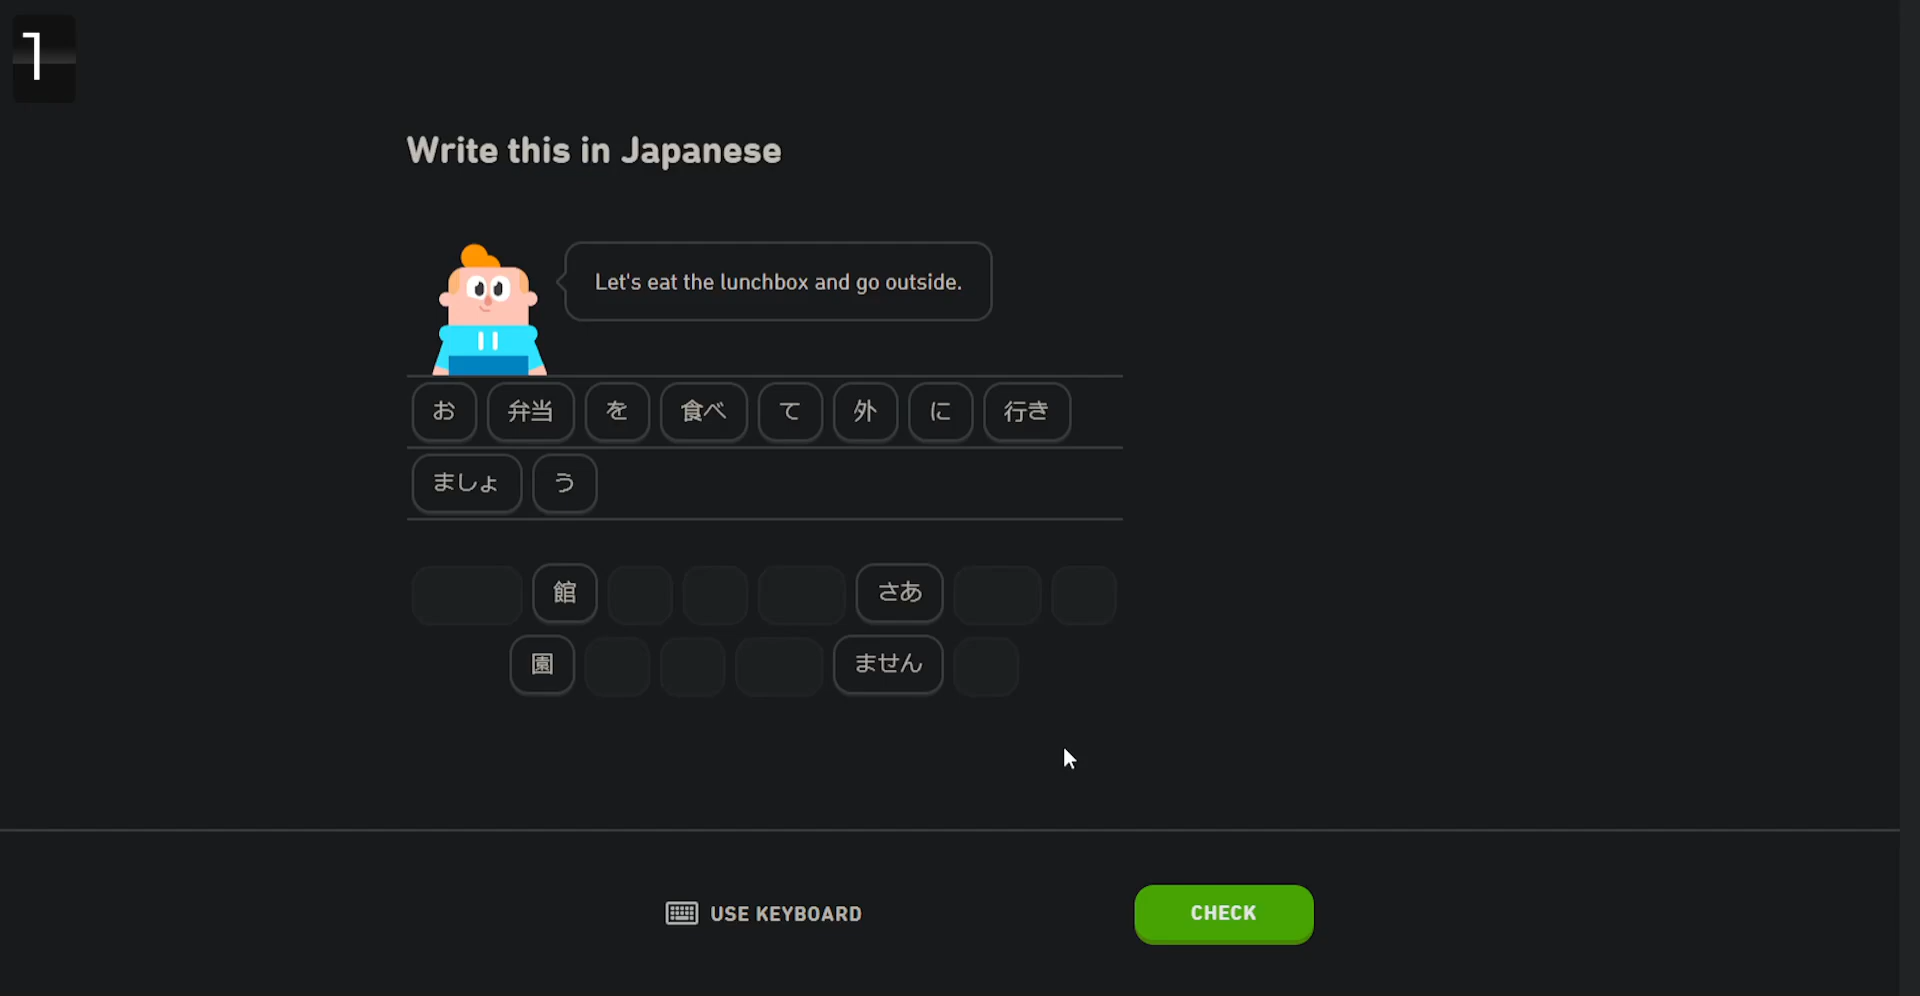 1
Write this in Japanese
Let's eat the lunchbox and go outside.
お 弁当 を 食べ て 外 に 行き
ましょ う
館 さあ
園 ません
USE KEYBOARD
CHECK